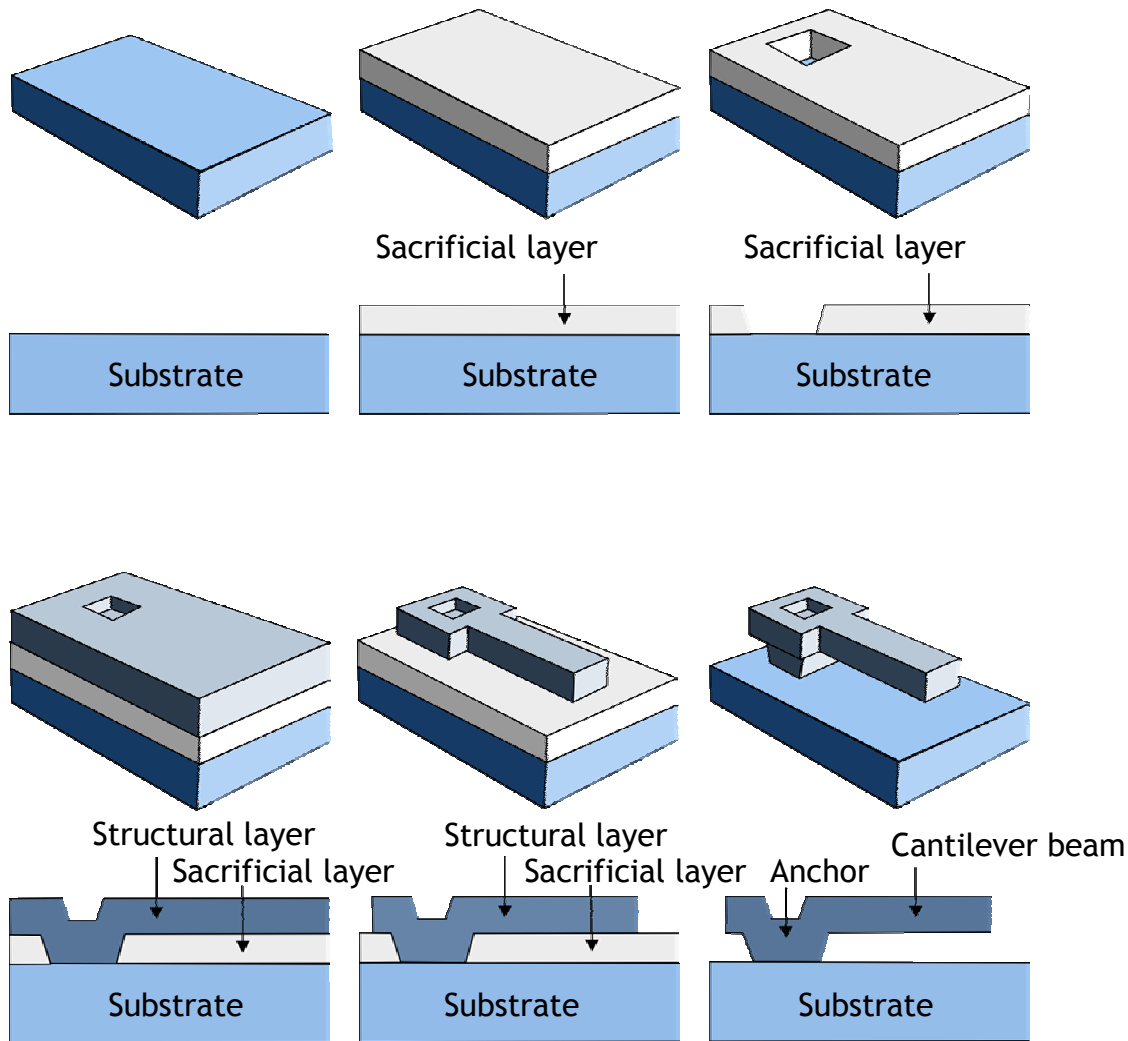 Sacrificial layer
Sacrificial layer
Substrate
Substrate
Substrate
Structural layer
Sacrificial layer
Structural layer
Sacrificial layer
Cantilever beam
Anchor
Substrate
Substrate
Substrate